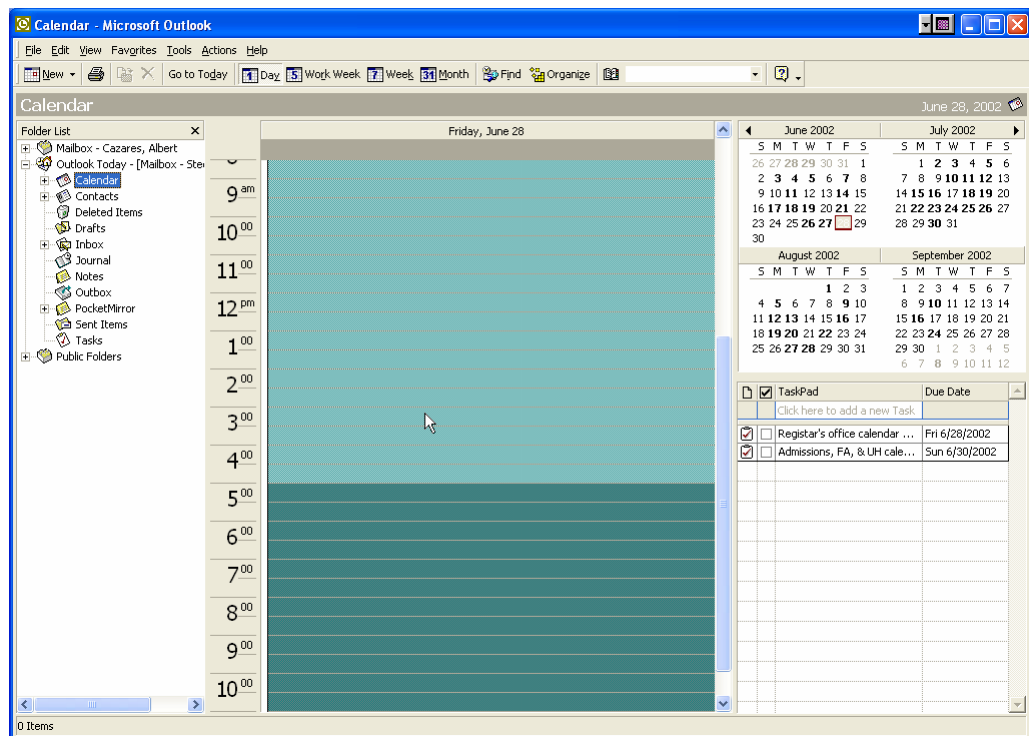 Calendar - Microsoft Outlook
File Edit View Favorites Tools Actions Help
New Go to Today 1 Day 5 Work Week 7 Week 31 Month Find Organize
Calendar June 28, 2002
Folder List
Mailbox - Cazares, Albert
Outlook Today - [Mailbox - Ste
Calendar
Contacts
Deleted Items
Drafts
Inbox
Journal
Notes
Outbox
PocketMirror
Sent Items
Tasks
Public Folders
Friday, June 28
9 am
10 00
11 00
12 pm
1 00
2 00
3 00
4 00
5 00
6 00
7 00
8 00
9 00
10 00
June 2002
S M T W T F S
26 27 28 29 30 31 1
2 3 4 5 6 7 8
9 10 11 12 13 14 15
16 17 18 19 20 21 22
23 24 25 26 27 29
30
July 2002
S M T W T F S
1 2 3 4 5 6
7 8 9 10 11 12 13
14 15 16 17 18 19 20
21 22 23 24 25 26 27
28 29 30 31
August 2002
S M T W T F S
1 2 3
4 5 6 7 8 9 10
11 12 13 14 15 16 17
18 19 20 21 22 23 24
25 26 27 28 29 30 31
September 2002
S M T W T F S
1 2 3 4 5 6 7
8 9 10 11 12 13 14
15 16 17 18 19 20 21
22 23 24 25 26 27 28
29 30 1 2 3 4 5
6 7 8 9 10 11 12
TaskPad Due Date
Click here to add a new Task
Registar's office calendar ... Fri 6/28/2002
Admissions, FA, & UH cale... Sun 6/30/2002
0 Items